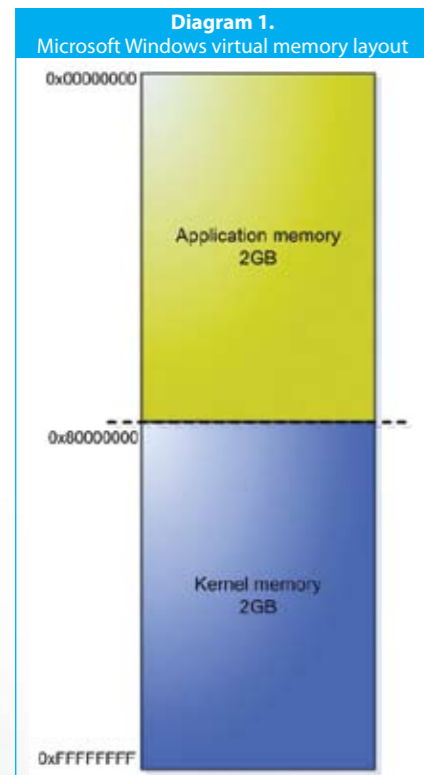 Diagram 1.
Microsoft Windows virtual memory layout
0x00000000
Application memory
2GB
0x80000000
Kernel memory
2GB
0xFFFFFFFF